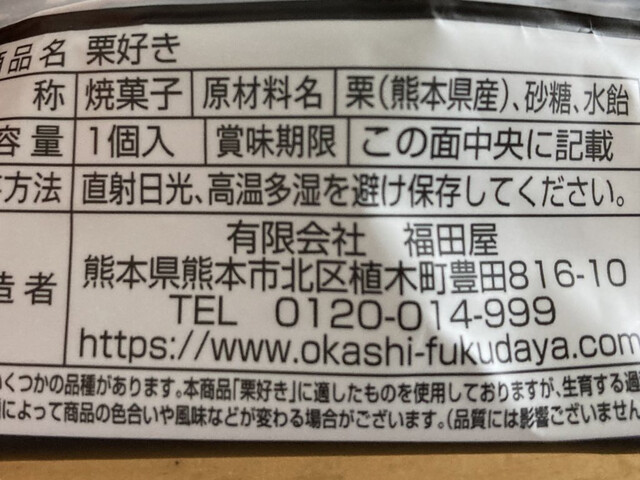 商品名 栗好き
称 焼菓子 原材料名 栗(熊本県産)、砂糖、水飴
容量 1個入 賞味期限 この面中央に記載
方法 直射日光、高温多湿を避け保存してください。
造者 有限会社 福田屋
熊本県熊本市北区植木町豊田816-10
TEL 0120-014-999
https://www.okashi-fukudaya.com
いくつかの品種があります。本商品「栗好き」に適したものを使用しておりますが、生育する過
によって商品の色合いや風味などが変わる場合がございます。(品質には影響ございません